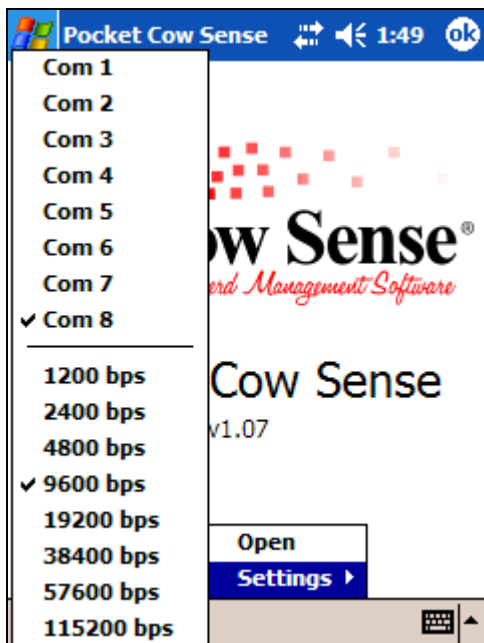 Pocket Cow Sense 1:49 ok
Com 1
Com 2
Com 3
Com 4
Com 5
Com 6
Com 7
Com 8
1200 bps
2400 bps
4800 bps
9600 bps
19200 bps
38400 bps
57600 bps
115200 bps
ow Sense®
erd Management Software
Cow Sense
v1.07
Open
Settings